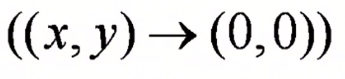 ((x, y) → (0,0))